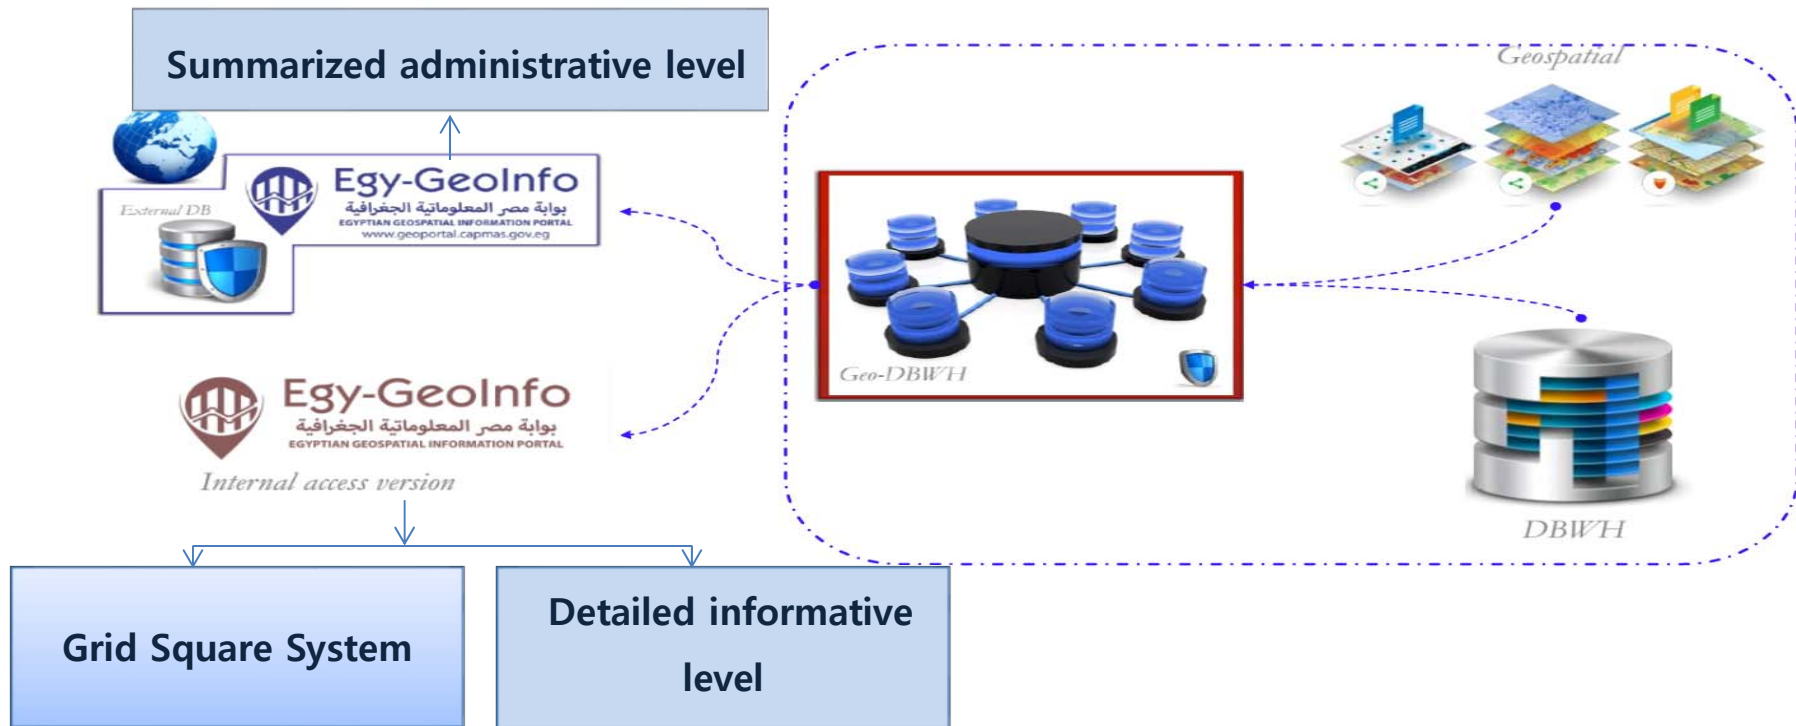 Summarized administrative level
Geospatial
External DB
Egy-GeoInfo
بوابة مصر المعلوماتية الجغرافية
EGYPTIAN GEOSPATIAL INFORMATION PORTAL
www.geoportal.capmas.gov.eg
Geo-DBWH
Egy-GeoInfo
بوابة مصر المعلوماتية الجغرافية
EGYPTIAN GEOSPATIAL INFORMATION PORTAL
Internal access version
DBWH
Grid Square System
Detailed informative
level